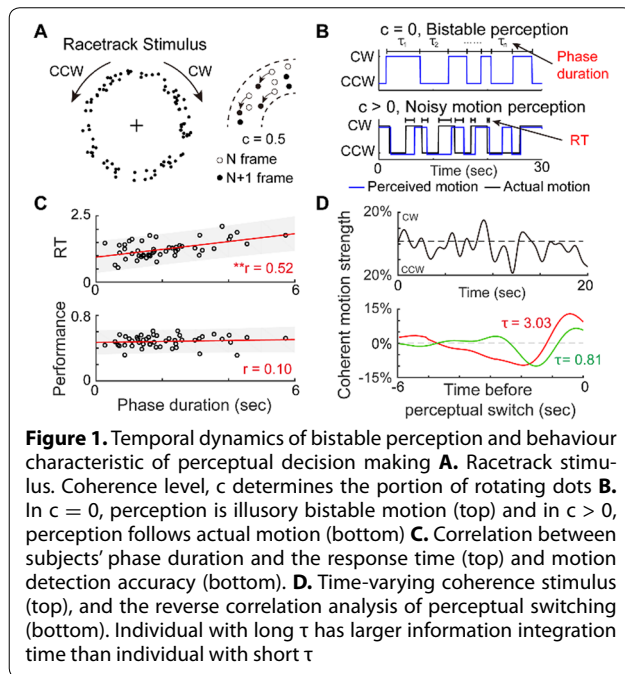 A
Racetrack Stimulus
CCW
CW
c = 0.5
N frame
N+1 frame
B
c = 0, Bistable perception
CW
CCW
τ1 τ2 ...... τn
Phase
duration
c > 0, Noisy motion perception
CW
CCW
RT
0 30
Time (sec)
Perceived motion Actual motion
C
2.5
RT
0
**r = 0.52
0 6
0.8
Performance
0
r = 0.10
0 6
Phase duration (sec)
D
Coherent motion strength
20%
CW
CCW
20%
0 20
Time (sec)
15%
0%
-15%
τ = 3.03
τ = 0.81
-6 0
Time before
perceptual switch (sec)
Figure 1. Temporal dynamics of bistable perception and behaviour
characteristic of perceptual decision making A. Racetrack stimu-
lus. Coherence level, c determines the portion of rotating dots B.
In c = 0, perception is illusory bistable motion (top) and in c > 0,
perception follows actual motion (bottom) C. Correlation between
subjects' phase duration and the response time (top) and motion
detection accuracy (bottom). D. Time-varying coherence stimulus
(top), and the reverse correlation analysis of perceptual switching
(bottom). Individual with long τ has larger information integration
time than individual with short τ